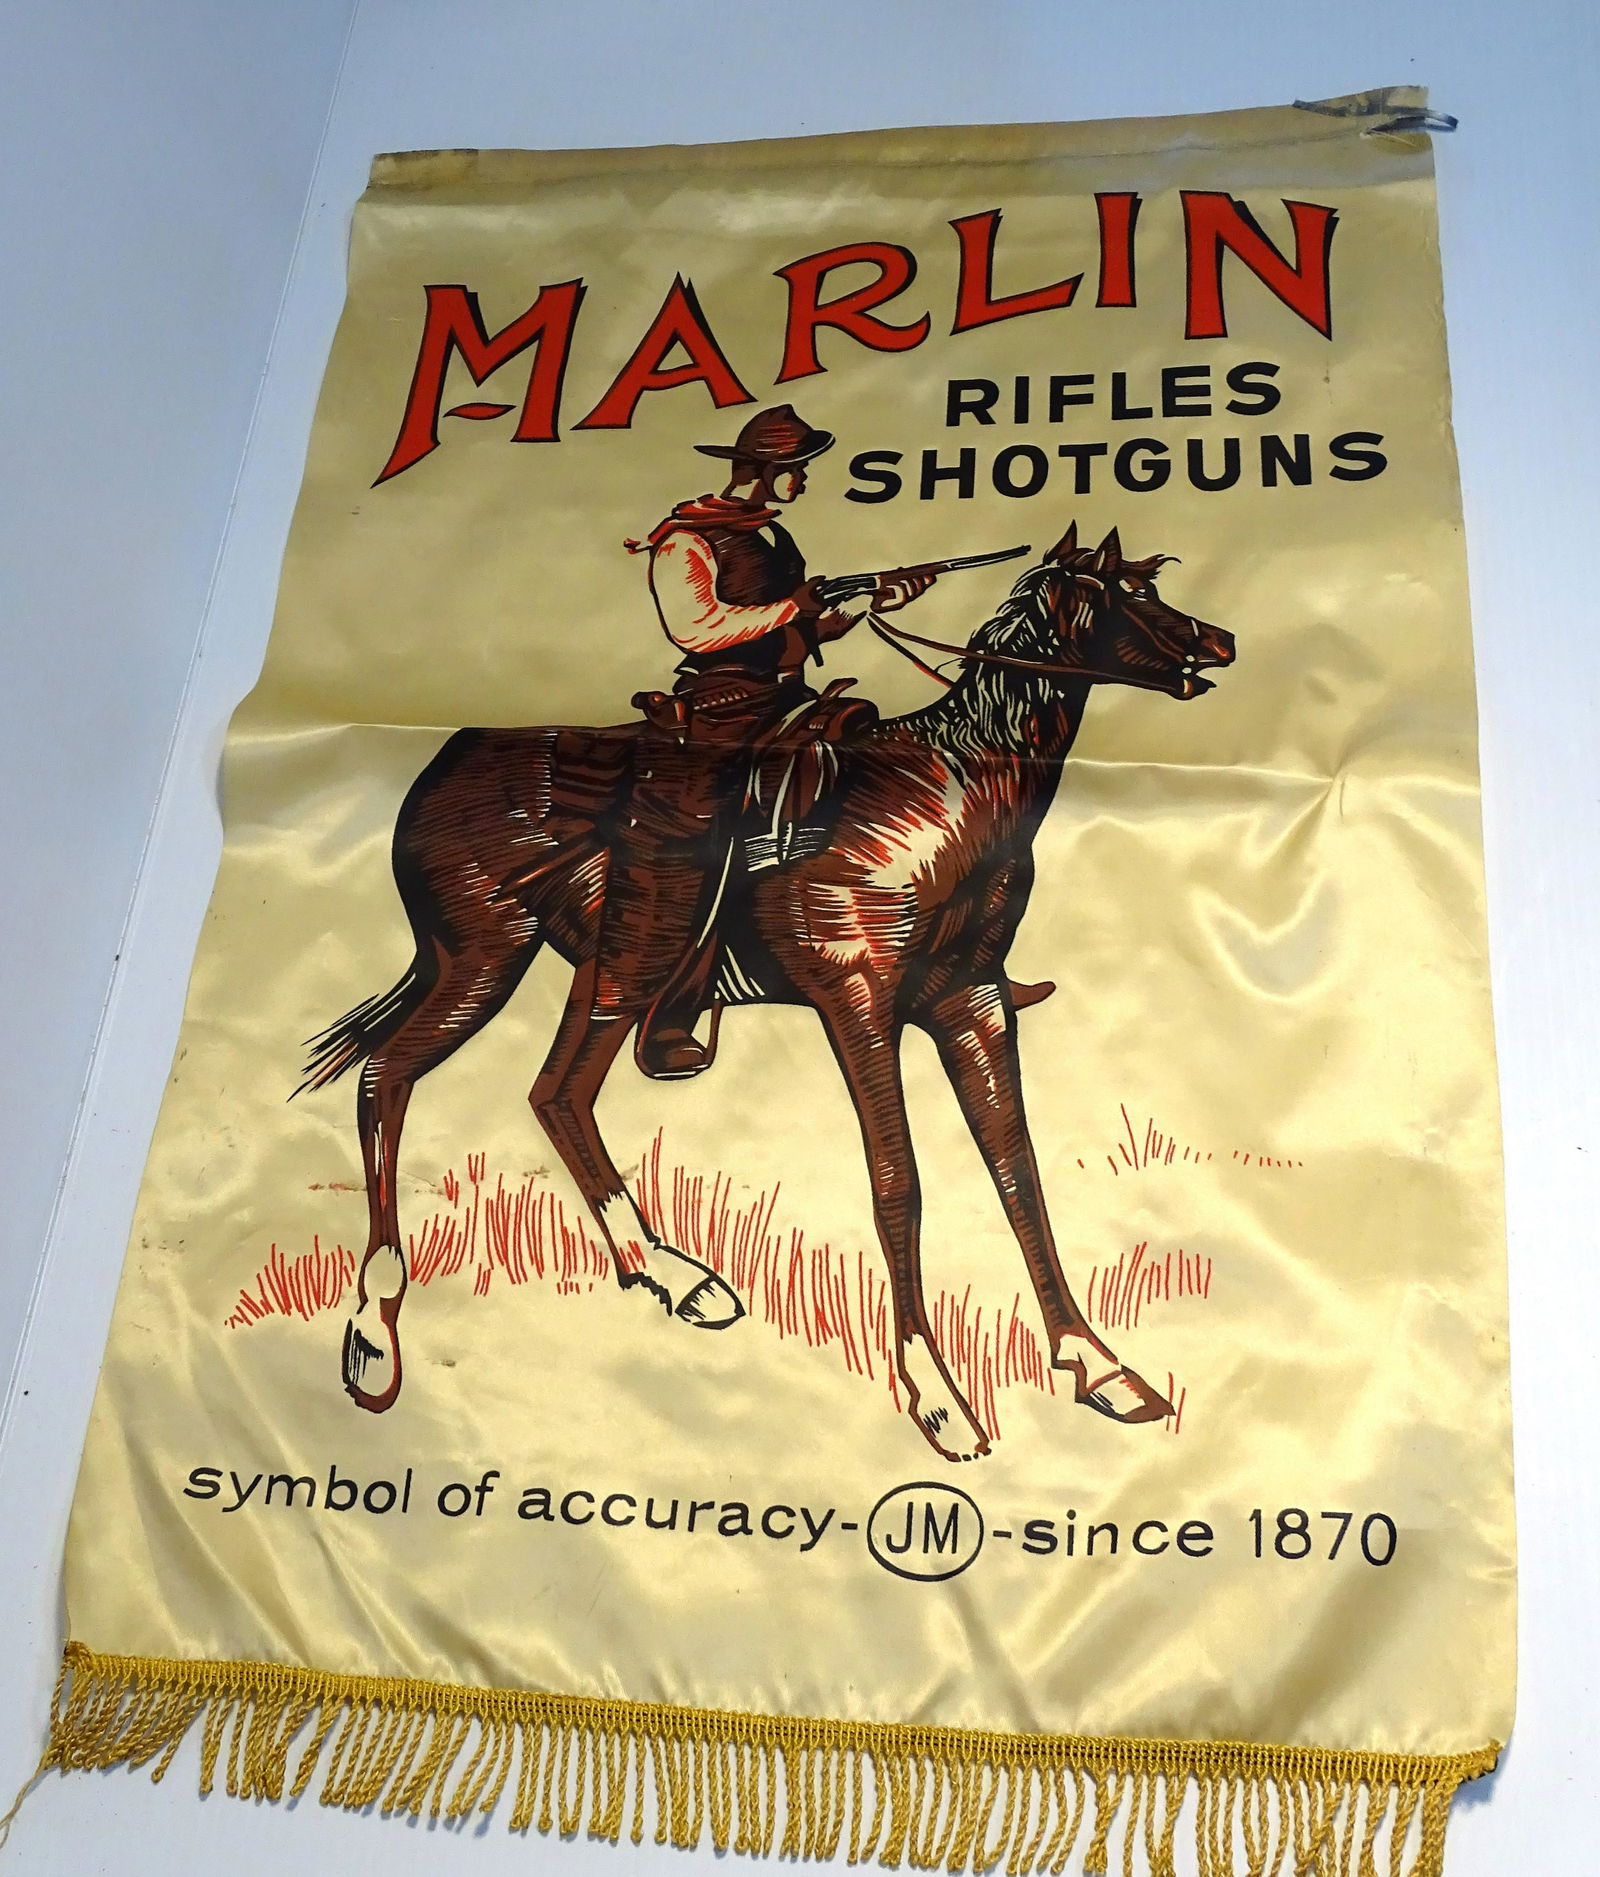 MARLIN
RIFLES
SHOTGUNS
symbol of accuracy-JM-since 1870